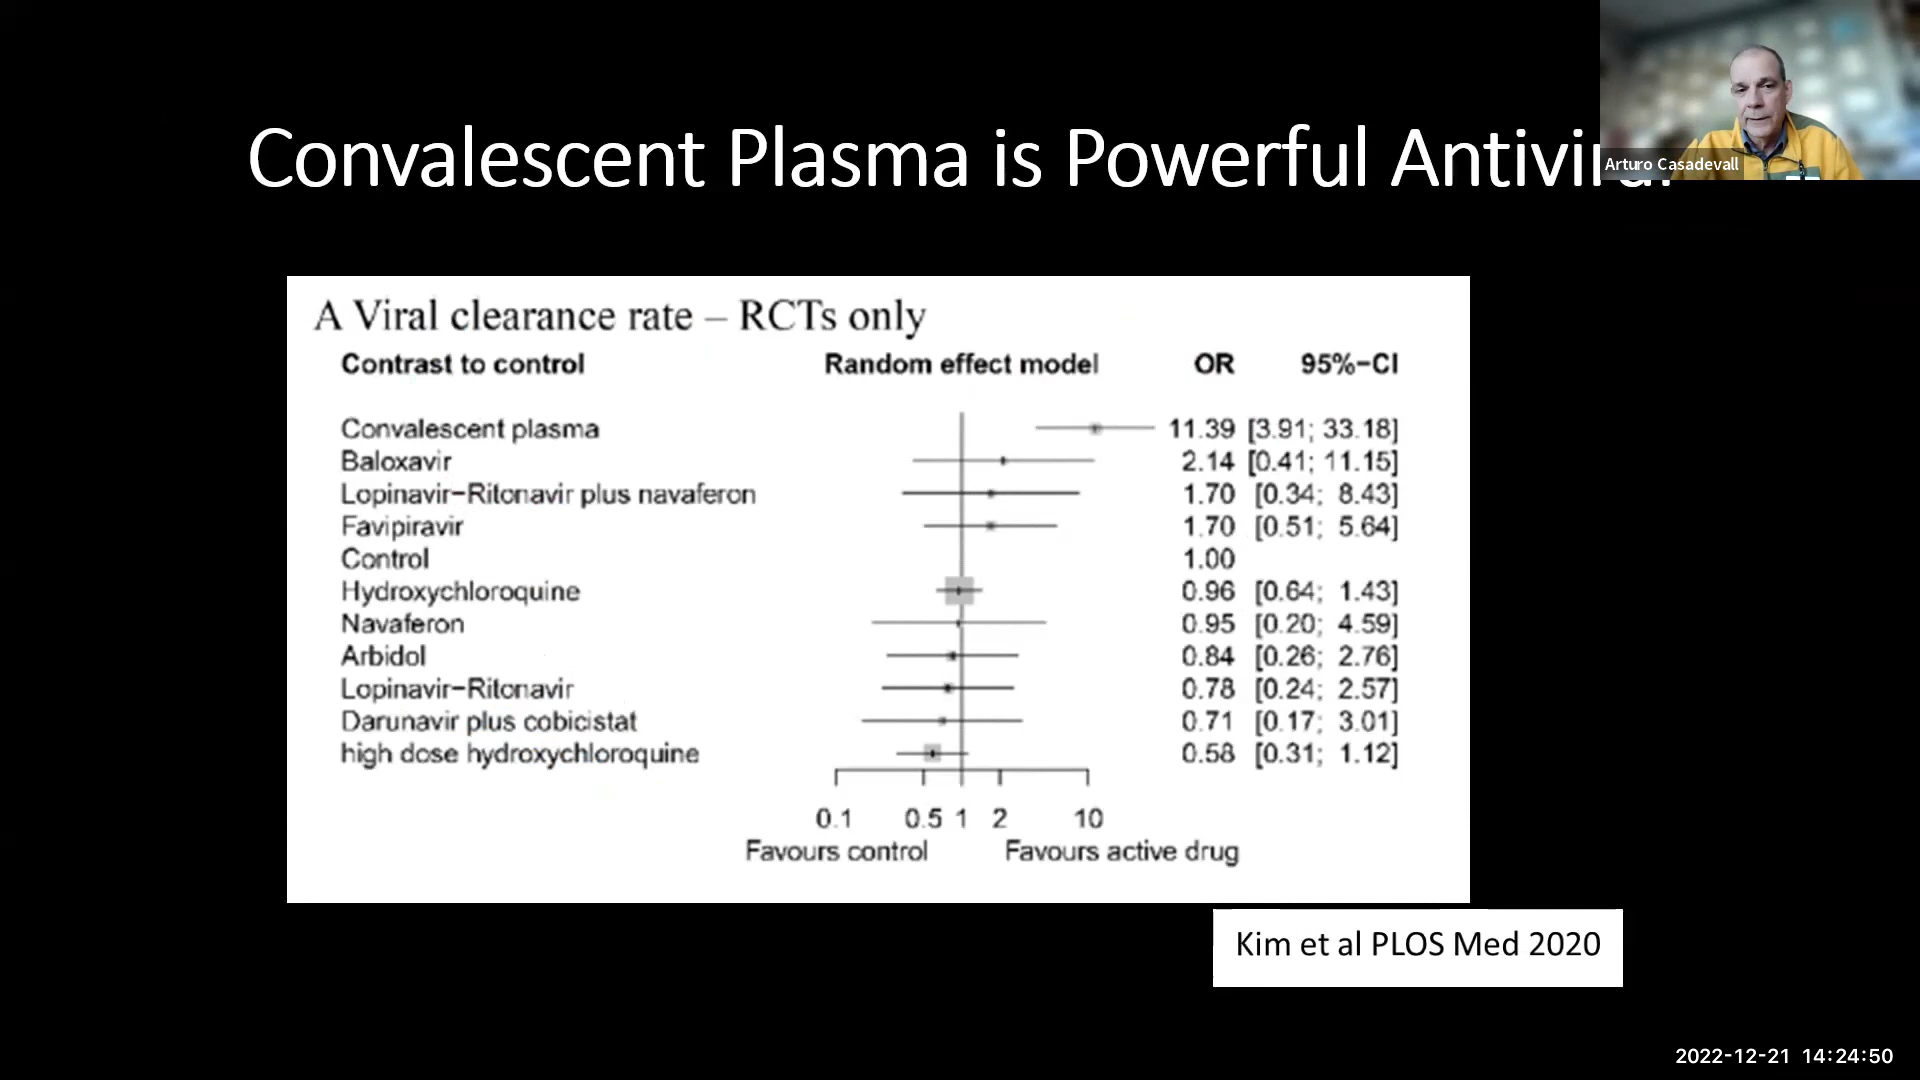 Convalescent Plasma is Powerful Antiviral
Arturo Casadevall
A Viral clearance rate – RCTs only
Contrast to control Random effect model OR 95%−CI
Convalescent plasma 11.39 [3.91; 33.18]
Baloxavir 2.14 [0.41; 11.15]
Lopinavir−Ritonavir plus navaferon 1.70 [0.34; 8.43]
Favipiravir 1.70 [0.51; 5.64]
Control 1.00
Hydroxychloroquine 0.96 [0.64; 1.43]
Navaferon 0.95 [0.20; 4.59]
Arbidol 0.84 [0.26; 2.76]
Lopinavir−Ritonavir 0.78 [0.24; 2.57]
Darunavir plus cobicistat 0.71 [0.17; 3.01]
high dose hydroxychloroquine 0.58 [0.31; 1.12]
0.1 0.5 1 2 10
Favours control Favours active drug
Kim et al PLOS Med 2020
2022-12-21 14:24:50